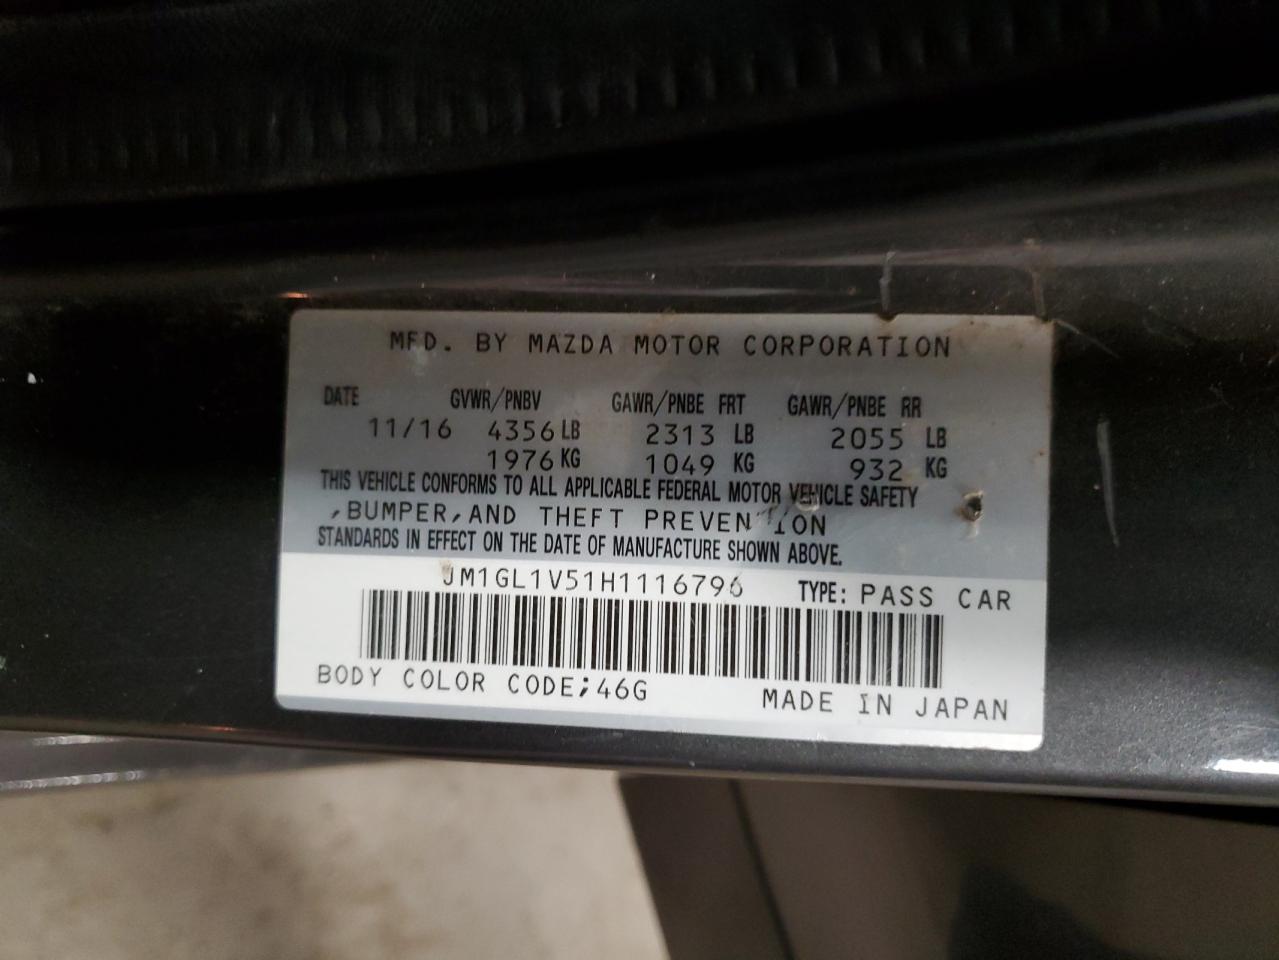 MFD. BY MAZDA MOTOR CORPORATION
DATE GVWR/PNBV GAWR/PNBE FRT GAWR/PNBE RR
11/16 4356 LB 2313 LB 2055 LB
1976 KG 1049 KG 932 KG
THIS VEHICLE CONFORMS TO ALL APPLICABLE FEDERAL MOTOR VEHICLE SAFETY
,BUMPER,AND THEFT PREVENTION
STANDARDS IN EFFECT ON THE DATE OF MANUFACTURE SHOWN ABOVE.
JM1GL1V51H1116796 TYPE: PASS CAR
BODY COLOR CODE;46G MADE IN JAPAN